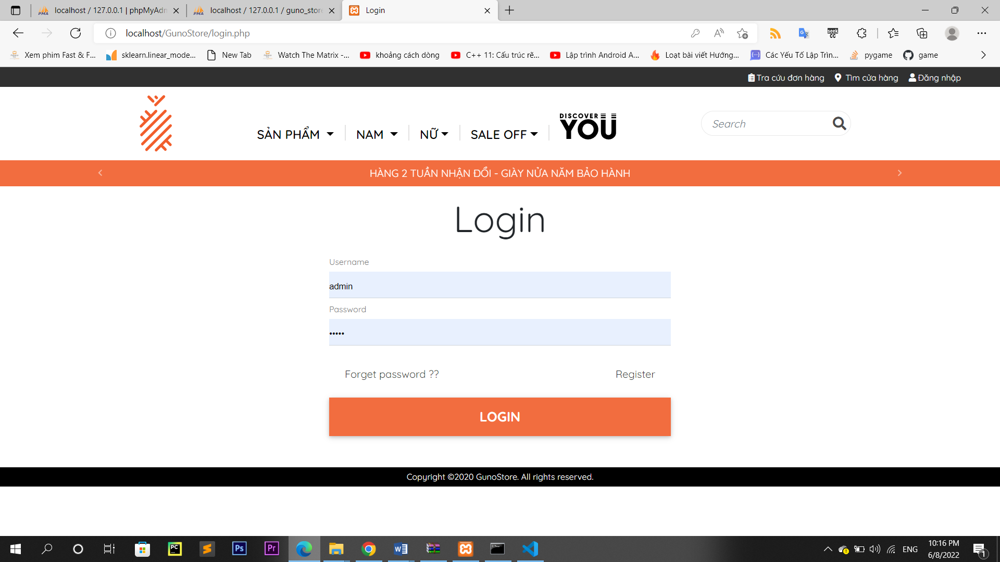 localhost / 127.0.0.1 | phpMyAdm
localhost / 127.0.0.1 / guno_store
Login
localhost/GunoStore/login.php
Xem phim Fast & F...
sklearn.linear_mode...
New Tab
Watch The Matrix -...
khoảng cách dòng
C++ 11: Cấu trúc rẽ...
Lập trình Android A...
Loạt bài viết Hướng...
Các Yếu Tố Lập Trìn...
pygame
game
Tra cứu đơn hàng
Tìm cửa hàng
Đăng nhập
SẢN PHẨM
NAM
NỮ
SALE OFF
DISCOVER
YOU
Search
HÀNG 2 TUẦN NHẬN ĐỔI - GIÀY NỬA NĂM BẢO HÀNH
Login
Username
admin
Password
•••••
Forget password ??
Register
LOGIN
Copyright ©2020 GunoStore. All rights reserved.
ENG
10:16 PM
6/8/2022
1